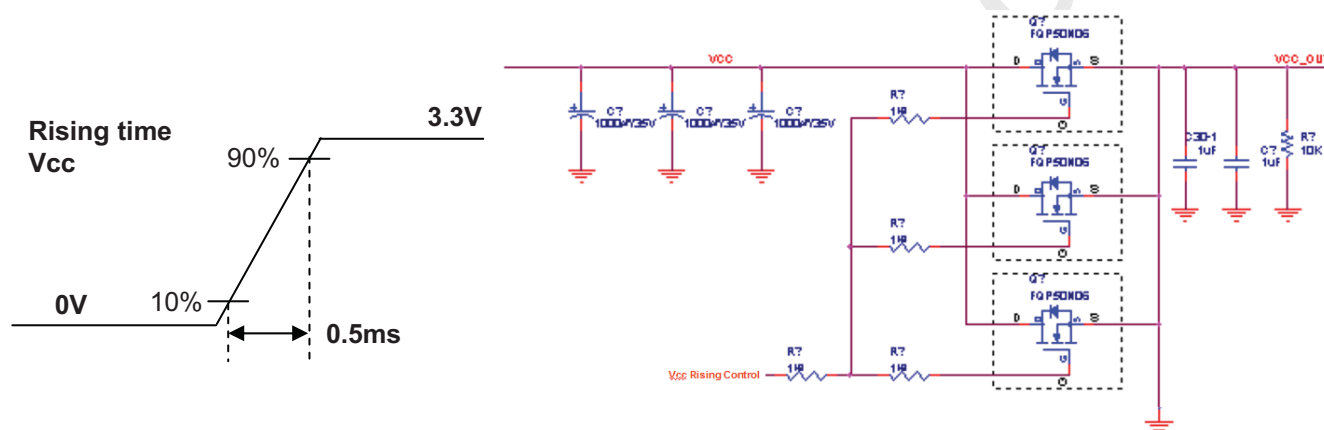 Rising time
Vcc
3.3V
90%
10%
0V
0.5ms
VCC
C?
1000uF/35V
C?
1000uF/35V
C?
1000uF/35V
Q?
FQP50N06
D
S
G
R?
1K
Q?
FQP50N06
D
S
G
R?
1K
Q?
FQP50N06
D
S
G
R?
1K
Vcc Rising Control
R?
1K
VCC_OUT
C30-1
1uF
C?
1uF
R?
10K